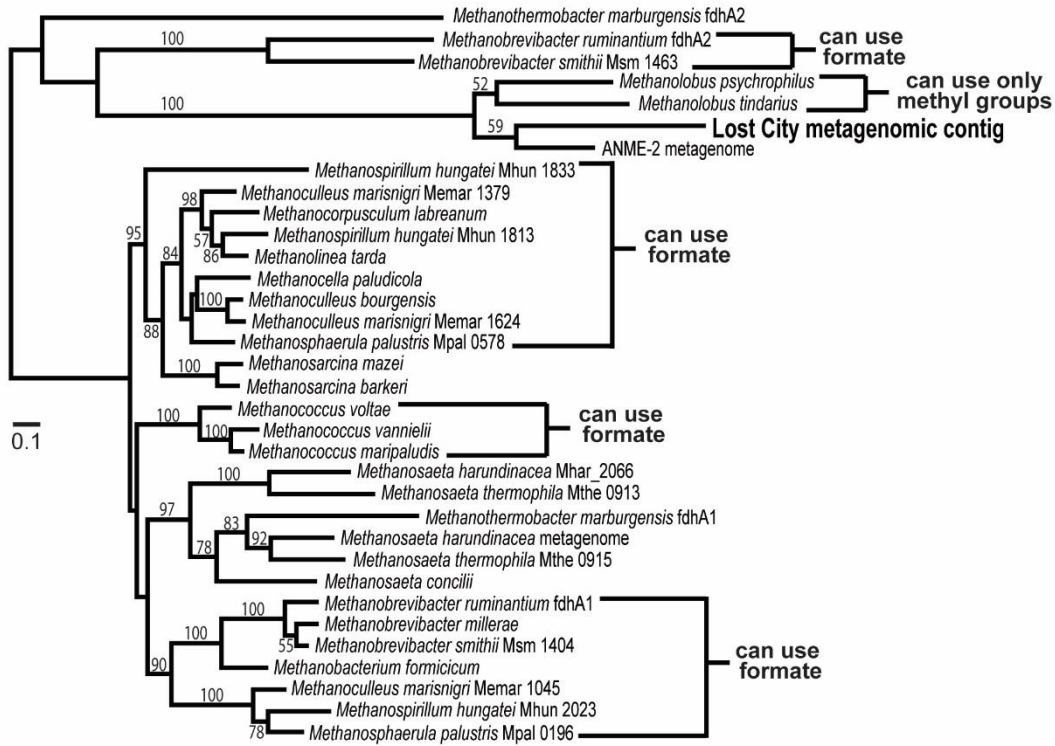 Methanothermobacter marburgensis fdhA2
100
Methanobrevibacter ruminantium fdhA2
Methanobrevibacter smithii Msm 1463
can use
formate
52
Methanolobus psychrophilus
Methanolobus tindarius
can use only
methyl groups
100
59
Lost City metagenomic contig
ANME-2 metagenome
Methanospirillum hungatei Mhun 1833
98
Methanoculleus marisnigri Memar 1379
Methanocorpusculum labreanum
95
57
Methanospirillum hungatei Mhun 1813
84
86
Methanolinea tarda
can use
formate
Methanocella paludicola
100
Methanoculleus bourgensis
88
Methanoculleus marisnigri Memar 1624
Methanosphaerula palustris Mpal 0578
100
Methanosarcina mazei
Methanosarcina barkeri
0.1
100
Methanococcus voltae
100
Methanococcus vannielii
Methanococcus maripaludis
can use
formate
100
Methanosaeta harundinacea Mhar_2066
Methanosaeta thermophila Mthe 0913
97
83
Methanothermobacter marburgensis fdhA1
92
Methanosaeta harundinacea metagenome
78
Methanosaeta thermophila Mthe 0915
Methanosaeta concilii
100
Methanobrevibacter ruminantium fdhA1
Methanobrevibacter millerae
100
55
Methanobrevibacter smithii Msm 1404
90
Methanobacterium formicicum
can use
formate
100
Methanoculleus marisnigri Memar 1045
Methanospirillum hungatei Mhun 2023
78
Methanosphaerula palustris Mpal 0196